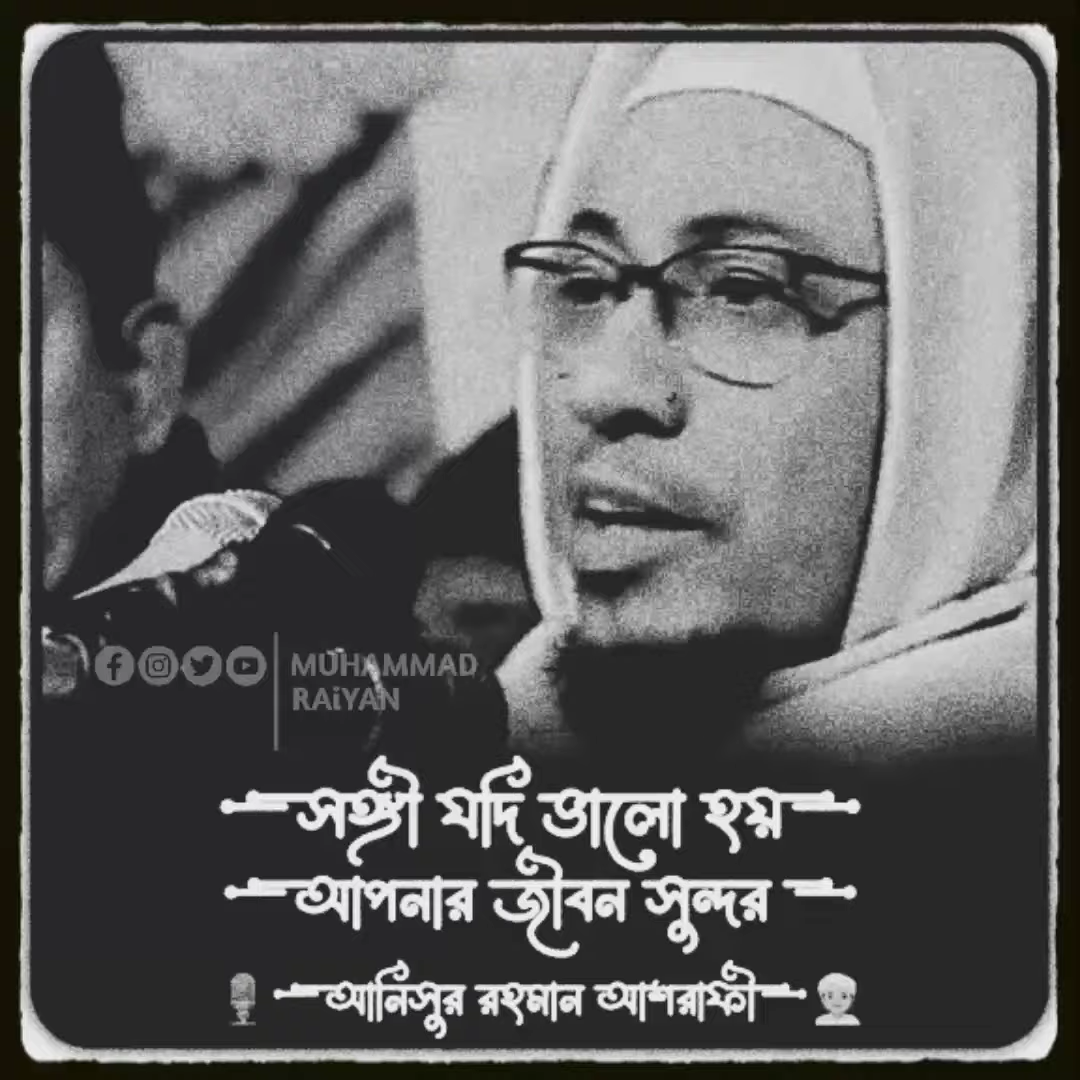 MUHAMMAD
RAiYAN
সঙ্গী যদি ভালো হয়
আপনার জীবন সুন্দর
আনিসুর রহমান আশরাফী